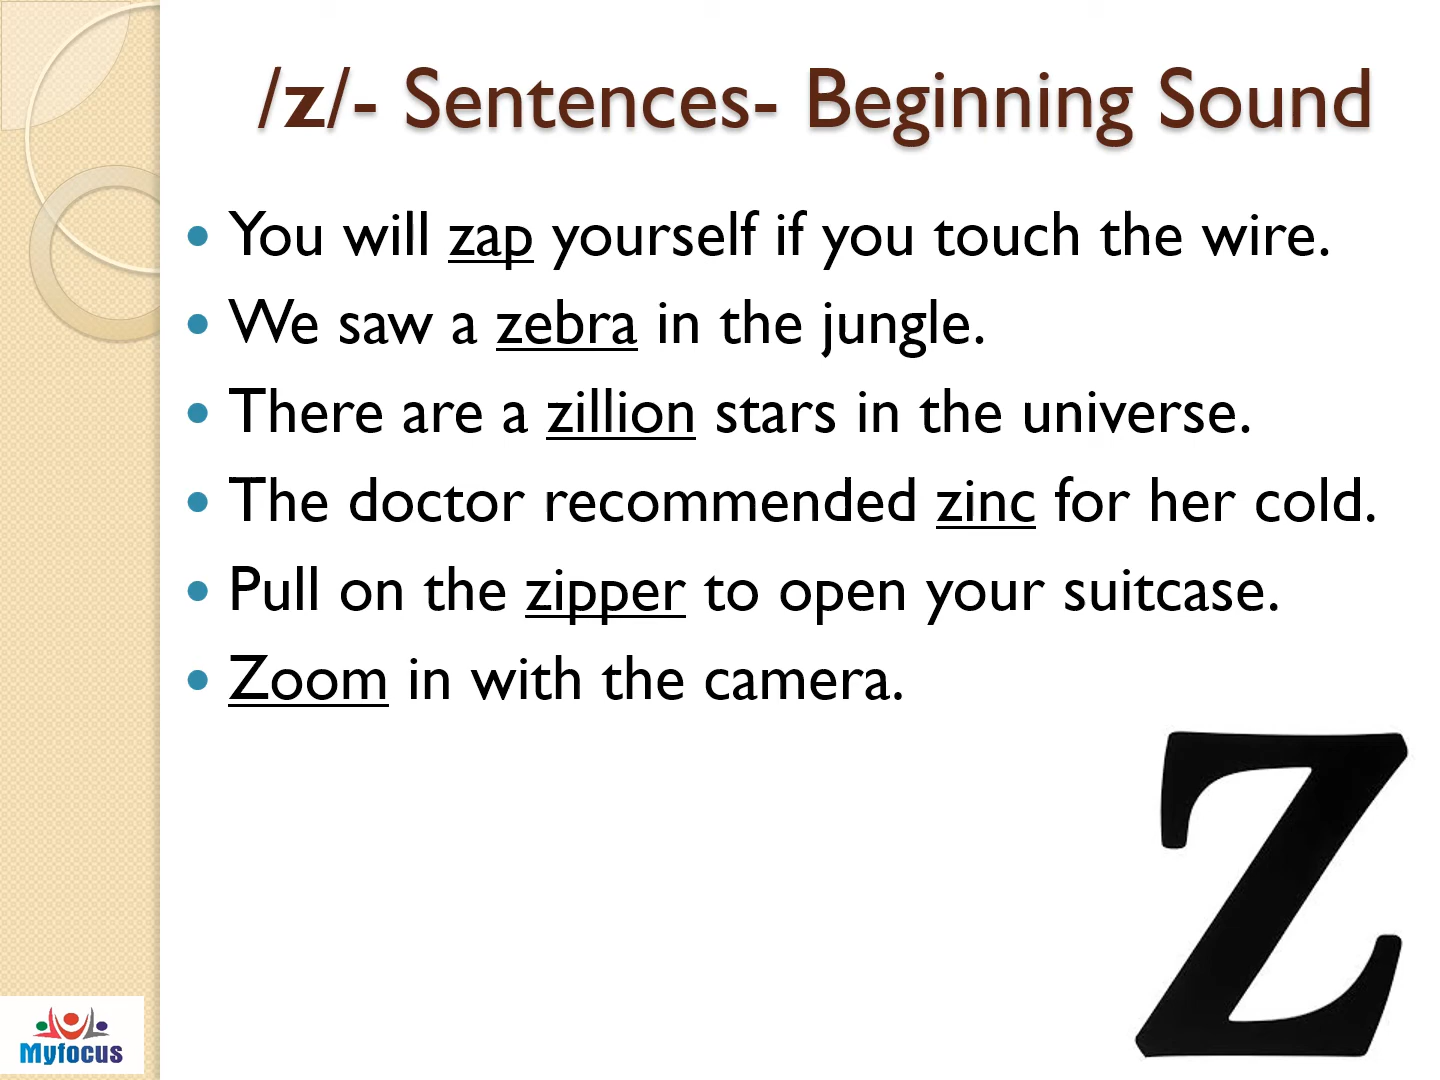 /z/- Sentences- Beginning Sound
• You will zap yourself if you touch the wire.
• We saw a zebra in the jungle.
• There are a zillion stars in the universe.
• The doctor recommended zinc for her cold.
• Pull on the zipper to open your suitcase.
• Zoom in with the camera.
Z
Myfocus